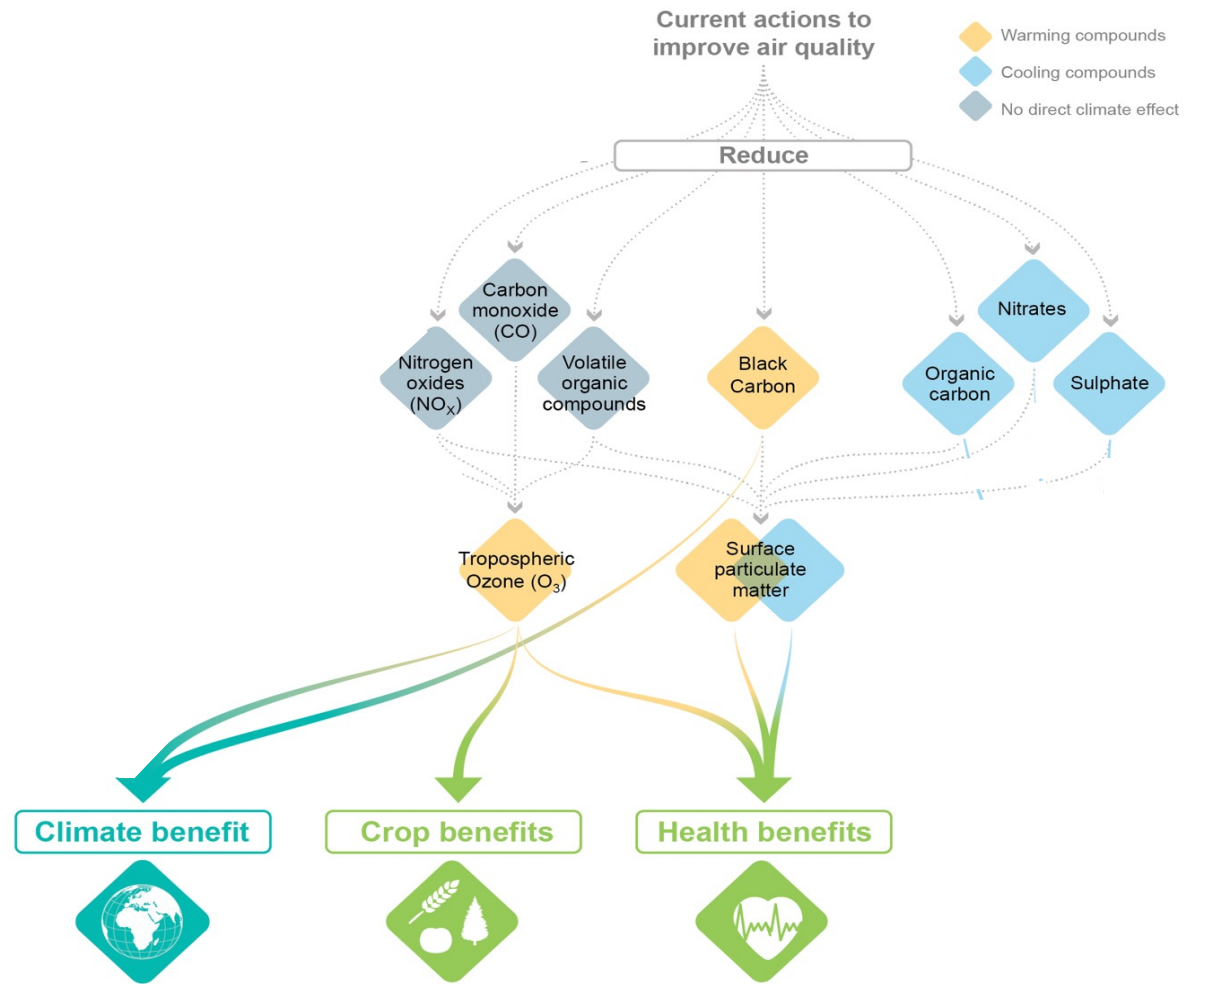 Current actions to
improve air quality
Warming compounds
Cooling compounds
No direct climate effect
Reduce
Carbon
monoxide
(CO)
Nitrates
Nitrogen
oxides
(NOX)
Volatile
organic
compounds
Black
Carbon
Organic
carbon
Sulphate
Tropospheric
Ozone (O3)
Surface
particulate
matter
Climate benefit
Crop benefits
Health benefits